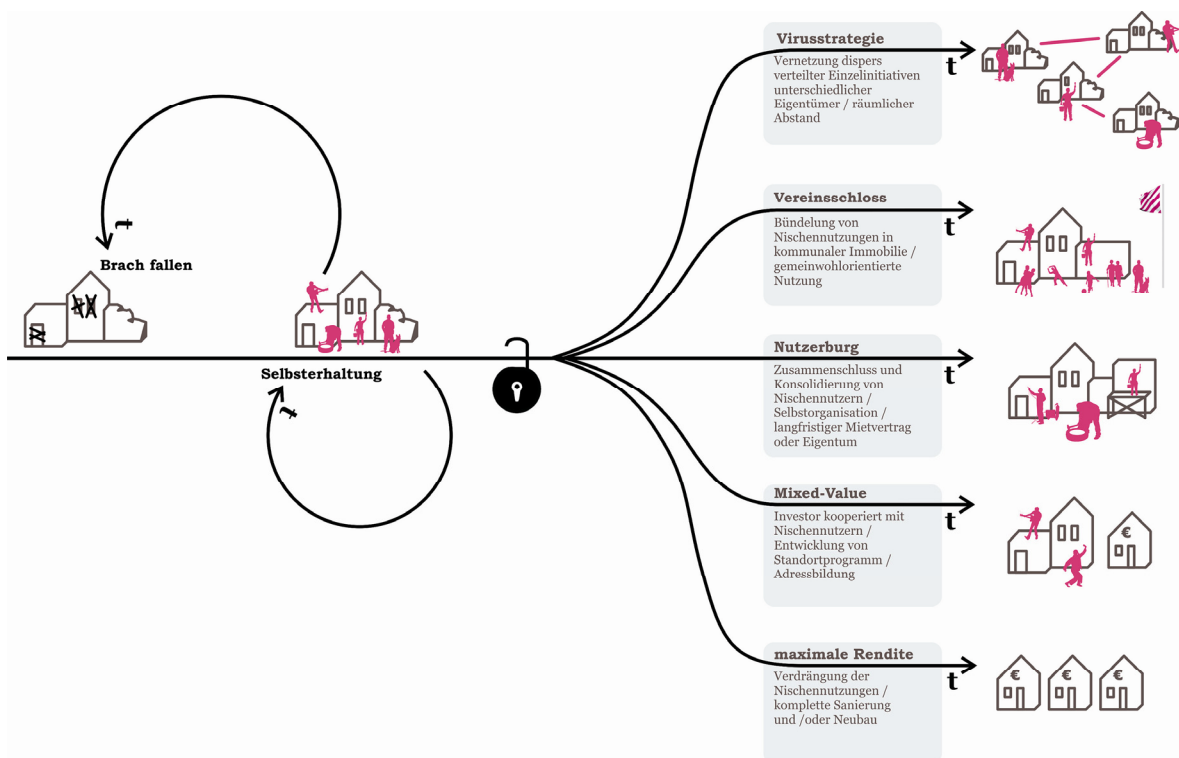 Virusstrategie
t
Vernetzung dispers
verteilter Einzelinitiativen
unterschiedlicher
Eigentümer / räumlicher
Abstand
Vereinsschloss
t
Bündelung von
Nischennutzungen in
kommunaler Immobilie /
gemeinwohlorientierte
Nutzung
t
Brach fallen
Selbsterhaltung
t
Nutzerburg
t
Zusammenschluss und
Konsolidierung von
Nischennutzern /
Selbstorganisation /
langfristiger Mietvertrag
oder Eigentum
Mixed-Value
t
Investor kooperiert mit
Nischennutzern /
Entwicklung von
Standortprogramm /
Adressbildung
€
maximale Rendite
t
Verdrängung der
Nischennutzungen /
komplette Sanierung
und /oder Neubau
€ € €